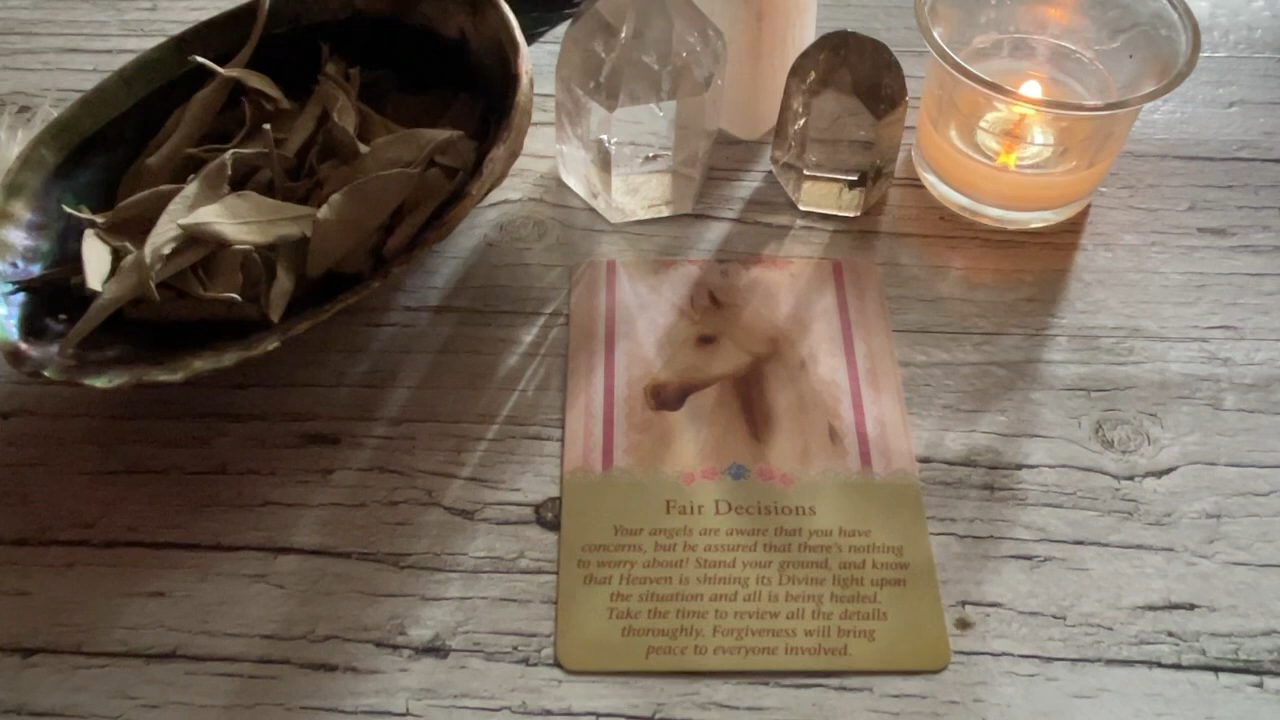 Fair Decisions
Your angels are aware that you have
concerns, but be assured that there's nothing
to worry about! Stand your ground, and know
that Heaven is shining its Divine light upon
the situation and all is being healed.
Take the time to review all the details
thoroughly. Forgiveness will bring
peace to everyone involved.